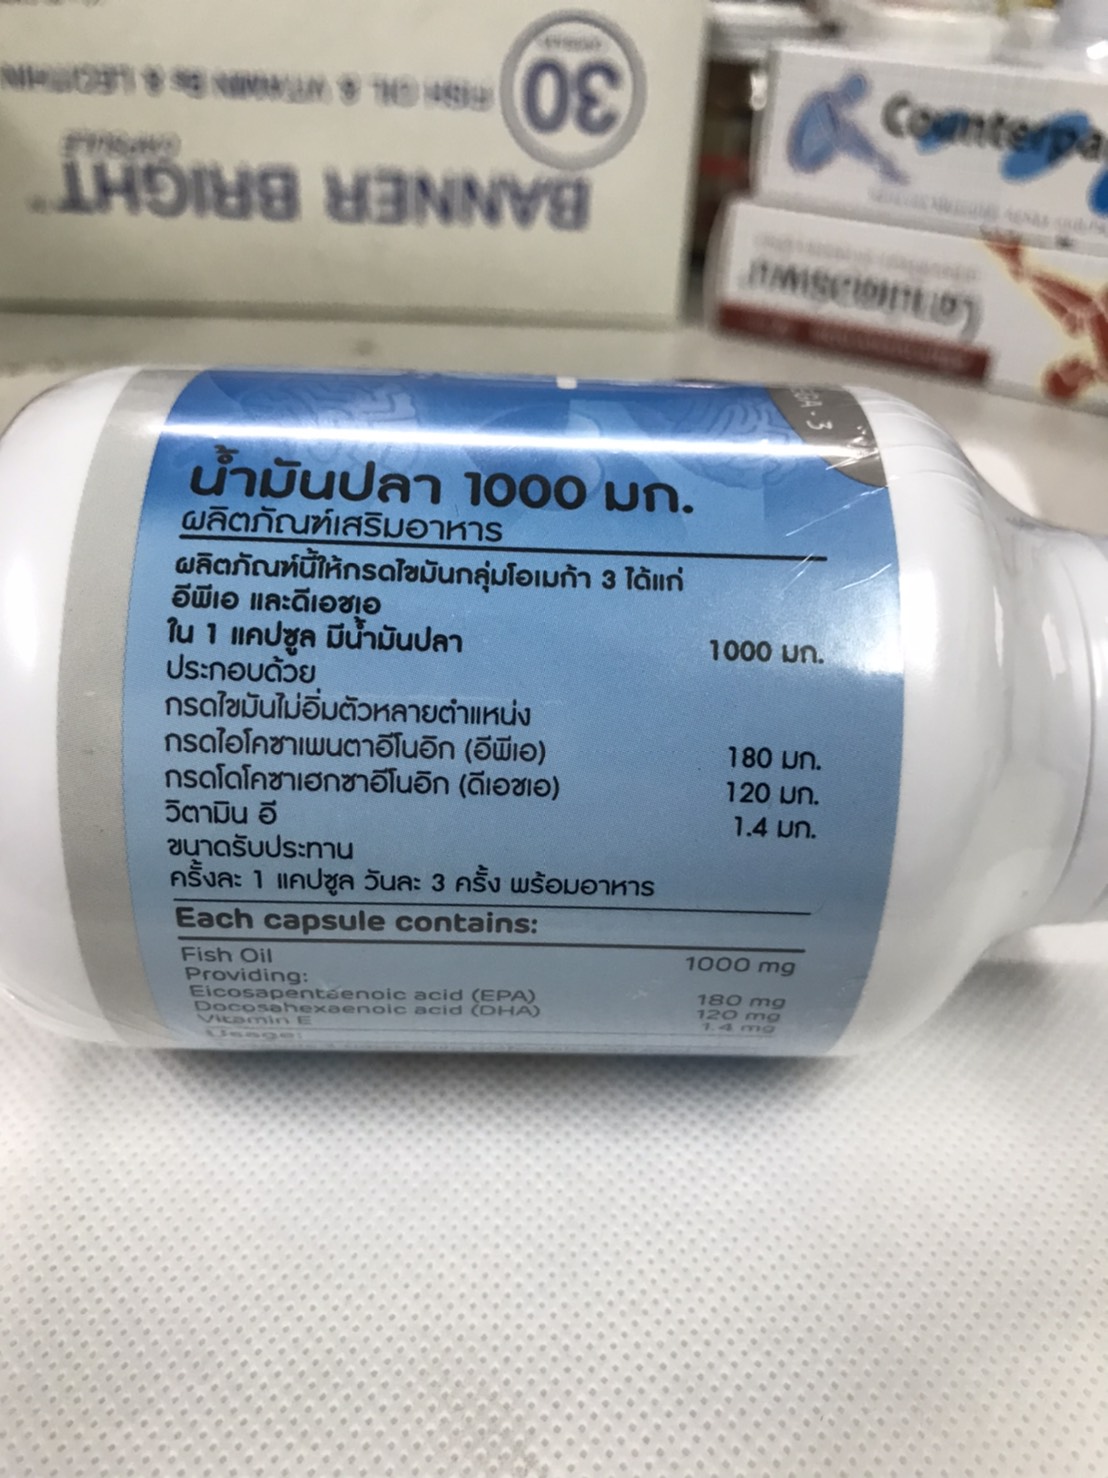 BANNER BRIGHT
CAPSULE
FISH OIL & VITAMIN B6 & LECITHIN
30
Counterpa
GA · 3
น้ำมันปลา 1000 มก.
ผลิตภัณฑ์เสริมอาหาร
ผลิตภัณฑ์นี้ให้กรดไขมันกลุ่มโอเมก้า 3 ได้แก่
อีพีเอ และดีเอชเอ
ใน 1 แคปซูล มีน้ำมันปลา 1000 มก.
ประกอบด้วย
กรดไขมันไม่อิ่มตัวหลายตำแหน่ง
กรดไอโคซาเพนตาอีโนอิก (อีพีเอ) 180 มก.
กรดโดโคซาเฮกซาอีโนอิก (ดีเอชเอ) 120 มก.
วิตามิน อี 1.4 มก.
ขนาดรับประทาน
ครั้งละ 1 แคปซูล วันละ 3 ครั้ง พร้อมอาหาร
Each capsule contains:
Fish Oil 1000 mg
Providing:
Eicosapentaenoic acid (EPA) 180 mg
Docosahexaenoic acid (DHA) 120 mg
Vitamin E 1.4 mg
Usage: